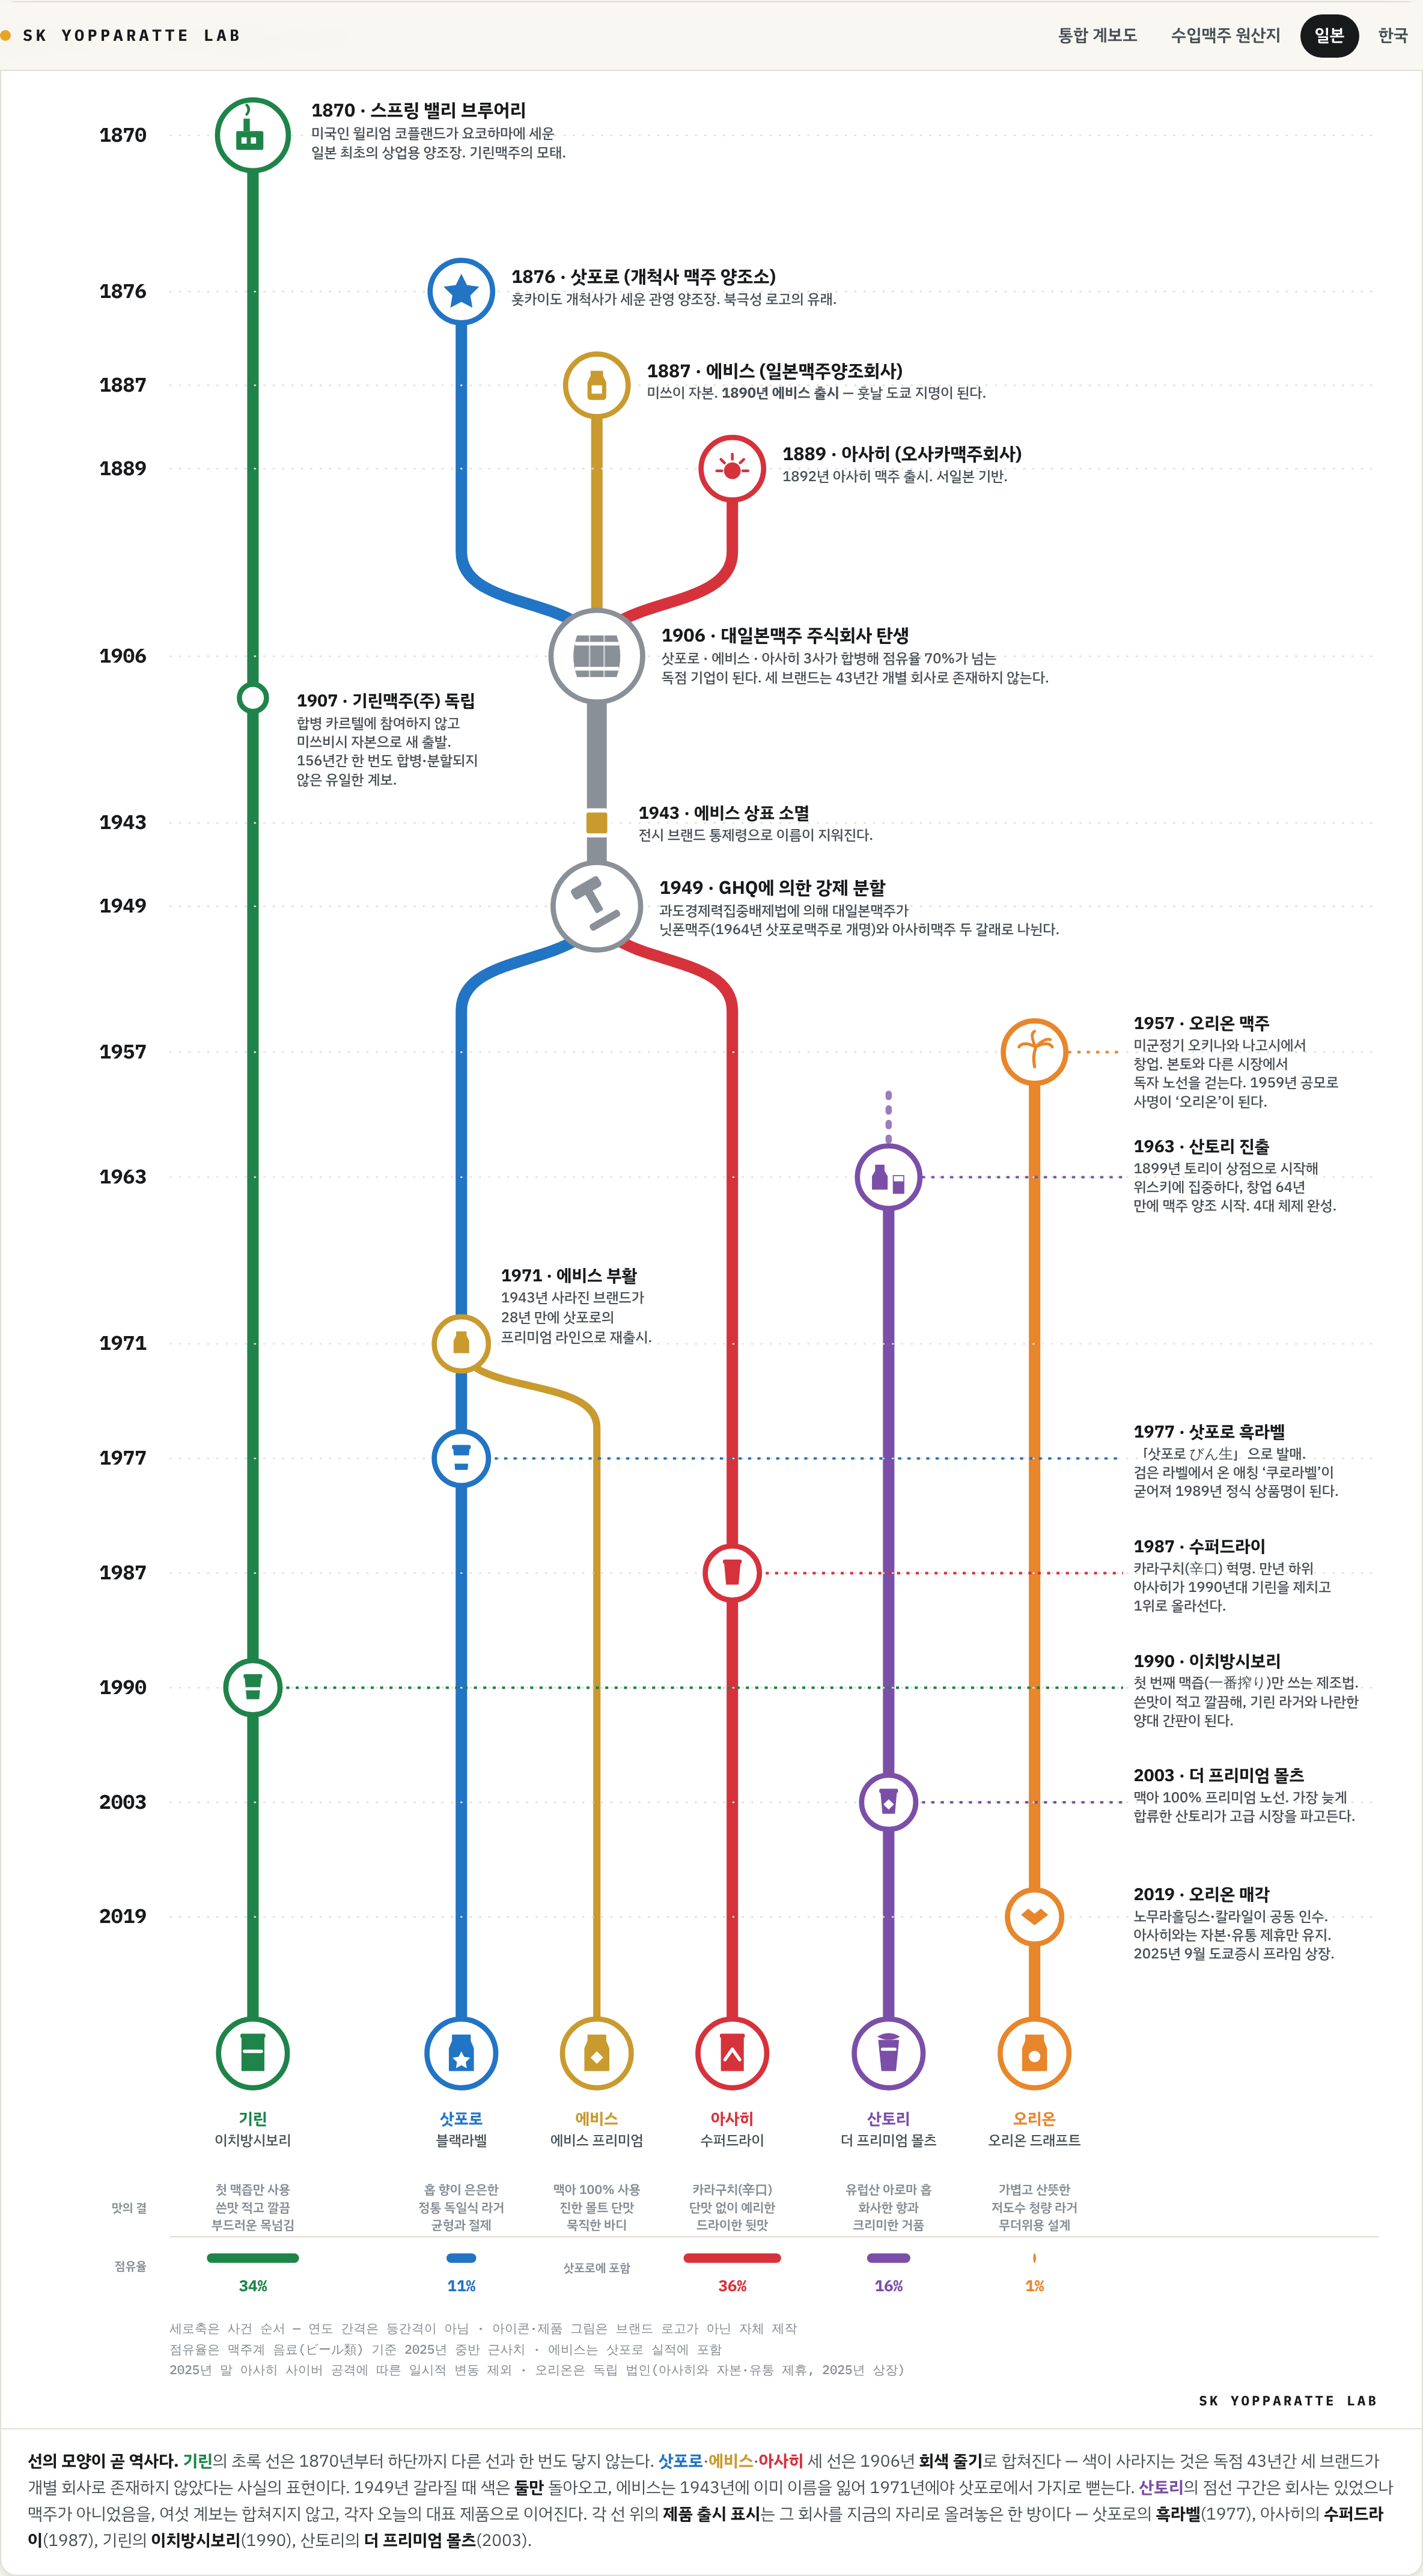 SK YOPPARATTE LAB
통합 계보도 수입맥주 원산지 일본 한국
1870
1870 · 스프링 밸리 브루어리
미국인 윌리엄 코플랜드가 요코하마에 세운
일본 최초의 상업용 양조장. 기린맥주의 모태.
1876
1876 · 삿포로 (개척사 맥주 양조소)
홋카이도 개척사가 세운 관영 양조장. 북극성 로고의 유래.
1887
1887 · 에비스 (일본맥주양조회사)
미쓰이 자본. 1890년 에비스 출시 — 훗날 도쿄 지명이 된다.
1889
1889 · 아사히 (오사카맥주회사)
1892년 아사히 맥주 출시. 서일본 기반.
1906
1906 · 대일본맥주 주식회사 탄생
삿포로 · 에비스 · 아사히 3사가 합병해 점유율 70%가 넘는
독점 기업이 된다. 세 브랜드는 43년간 개별 회사로 존재하지 않는다.
1907 · 기린맥주(주) 독립
합병 카르텔에 참여하지 않고
미쓰비시 자본으로 새 출발.
156년간 한 번도 합병·분할되지
않은 유일한 계보.
1943
1943 · 에비스 상표 소멸
전시 브랜드 통제령으로 이름이 지워진다.
1949
1949 · GHQ에 의한 강제 분할
과도경제력집중배제법에 의해 대일본맥주가
닛폰맥주(1964년 삿포로맥주로 개명)와 아사히맥주 두 갈래로 나뉜다.
1957
1957 · 오리온 맥주
미군정기 오키나와 나고시에서
창업. 본토와 다른 시장에서
독자 노선을 걷는다. 1959년 공모로
사명이 ‘오리온’이 된다.
1963
1963 · 산토리 진출
1899년 토리이 상점으로 시작해
위스키에 집중하다, 창업 64년
만에 맥주 양조 시작. 4대 체제 완성.
1971
1971 · 에비스 부활
1943년 사라진 브랜드가
28년 만에 삿포로의
프리미엄 라인으로 재출시.
1977
1977 · 삿포로 흑라벨
「삿포로 びん生」으로 발매.
검은 라벨에서 온 애칭 ‘쿠로라벨’이
굳어져 1989년 정식 상품명이 된다.
1987
1987 · 수퍼드라이
카라구치(辛口) 혁명. 만년 하위
아사히가 1990년대 기린을 제치고
1위로 올라선다.
1990
1990 · 이치방시보리
첫 번째 맥즙(一番搾り)만 쓰는 제조법.
쓴맛이 적고 깔끔해, 기린 라거와 나란한
양대 간판이 된다.
2003
2003 · 더 프리미엄 몰츠
맥아 100% 프리미엄 노선. 가장 늦게
합류한 산토리가 고급 시장을 파고든다.
2019
2019 · 오리온 매각
노무라홀딩스·칼라일이 공동 인수.
아사히와는 자본·유통 제휴만 유지.
2025년 9월 도쿄증시 프라임 상장.
기린 삿포로 에비스 아사히 산토리 오리온
이치방시보리 블랙라벨 에비스 프리미엄 수퍼드라이 더 프리미엄 몰츠 오리온 드래프트
맛의 결
첫 맥즙만 사용
쓴맛 적고 깔끔
부드러운 목넘김
홉 향이 은은한
정통 독일식 라거
균형과 절제
맥아 100% 사용
진한 몰트 단맛
묵직한 바디
카라구치(辛口)
단맛 없이 예리한
드라이한 뒷맛
유럽산 아로마 홉
화사한 향과
크리미한 거품
가볍고 산뜻한
저도수 청량 라거
무더위용 설계
점유율
34% 11% 삿포로에 포함 36% 16% 1%
세로축은 사건 순서 — 연도 간격은 등간격이 아님 · 아이콘·제품 그림은 브랜드 로고가 아닌 자체 제작
점유율은 맥주계 음료(ビール類) 기준 2025년 중반 근사치 · 에비스는 삿포로 실적에 포함
2025년 말 아사히 사이버 공격에 따른 일시적 변동 제외 · 오리온은 독립 법인(아사히와 자본·유통 제휴, 2025년 상장)
SK YOPPARATTE LAB
선의 모양이 곧 역사다. 기린의 초록 선은 1870년부터 하단까지 다른 선과 한 번도 닿지 않는다. 삿포로·에비스·아사히 세 선은 1906년 회색 줄기로 합쳐진다 — 색이 사라지는 것은 독점 43년간 세 브랜드가
개별 회사로 존재하지 않았다는 사실의 표현이다. 1949년 갈라질 때 색은 둘만 돌아오고, 에비스는 1943년에 이미 이름을 잃어 1971년에야 삿포로에서 가지로 뻗는다. 산토리의 점선 구간은 회사는 있었으나
맥주가 아니었음을, 여섯 계보는 합쳐지지 않고, 각자 오늘의 대표 제품으로 이어진다. 각 선 위의 제품 출시 표시는 그 회사를 지금의 자리로 올려놓은 한 방이다 — 삿포로의 흑라벨(1977), 아사히의 수퍼드라
이(1987), 기린의 이치방시보리(1990), 산토리의 더 프리미엄 몰츠(2003).